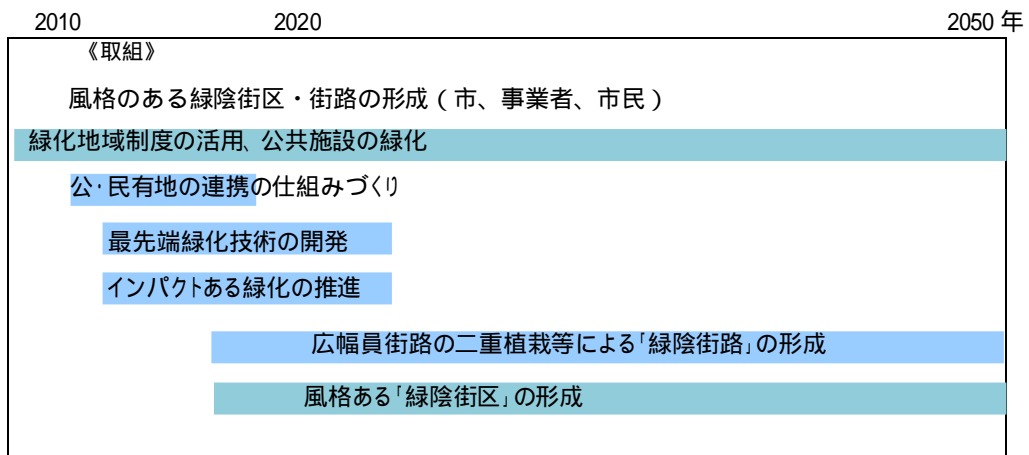 2010 2020 2050 年
《取組》
風格のある緑陰街区・街路の形成（市、事業者、市民）
緑化地域制度の活用、公共施設の緑化
公・民有地の連携の仕組みづくり
最先端緑化技術の開発
インパクトある緑化の推進
広幅員街路の二重植栽等による「緑陰街路」の形成
風格ある「緑陰街区」の形成